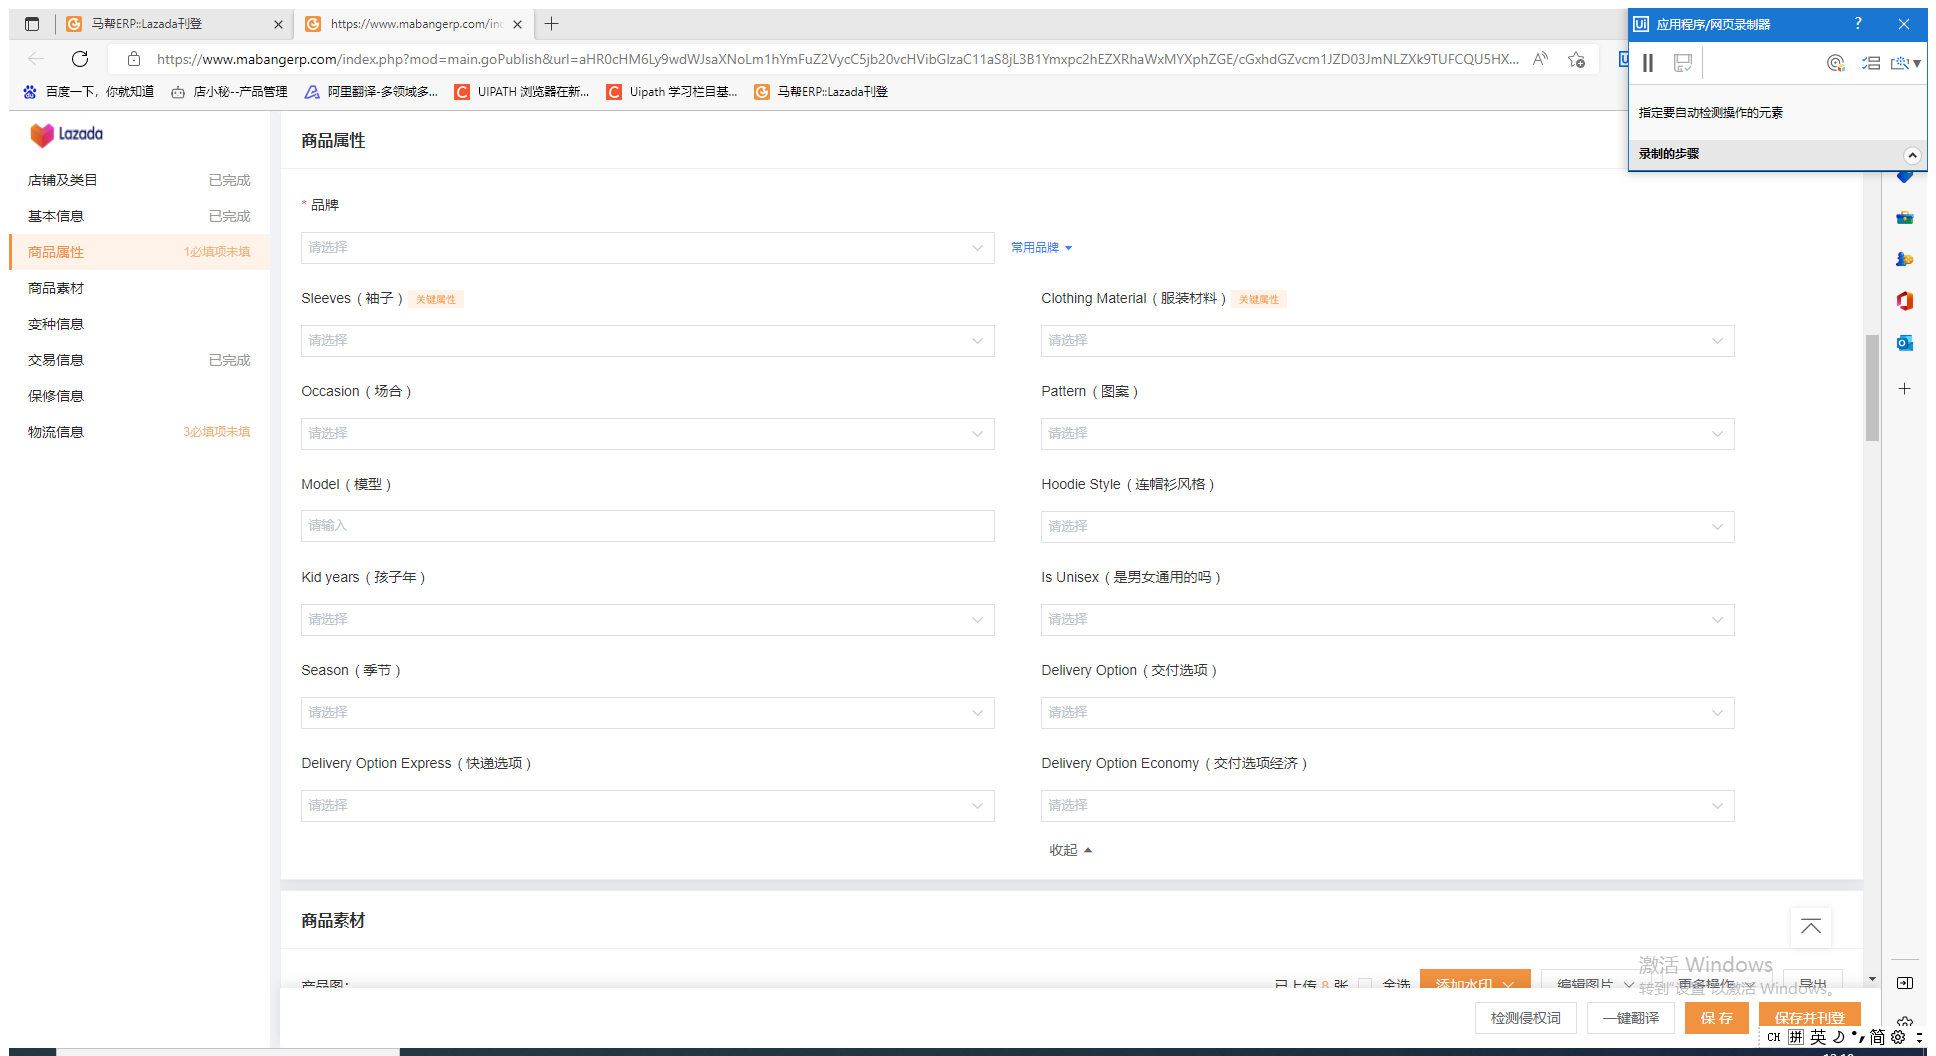 马帮ERP::Lazada刊登
https://www.mabangerp.com/in
https://www.mabangerp.com/index.php?mod=main.goPublish&url=aHR0cHM6Ly9wdWJsaXNoLm1hYmFuZ2VycC5jb20vcHVibGlzaC11aS8jL3B1Ymxpc2hEZXRRhaWxMYXphZGE/cGxhdGZvcm1JZD03JmNLZXk9TUFCQU5HX...
百度一下，你就知道
店小秘--产品管理
阿里翻译-多领域多...
UIPATH 浏览器在新...
Uipath 学习栏目基...
马帮ERP::Lazada刊登
应用程序/网页录制器
指定要自动检测操作的元素
录制的步骤
Lazada
店铺及类目 已完成
基本信息 已完成
商品属性 1必填项未填
商品素材
变种信息
交易信息 已完成
保修信息
物流信息 3必填项未填
商品属性
* 品牌
请选择 常用品牌
Sleeves（袖子） 关键属性
Clothing Material（服装材料） 关键属性
请选择
请选择
Occasion（场合）
Pattern（图案）
请选择
请选择
Model（模型）
Hoodie Style（连帽衫风格）
请输入
请选择
Kid years（孩子年）
Is Unisex（是男女通用的吗）
请选择
请选择
Season（季节）
Delivery Option（交付选项）
请选择
请选择
Delivery Option Express（快递选项）
Delivery Option Economy（交付选项经济）
请选择
请选择
收起
商品素材
产品图：
已上传 8 张 全选 添加水印 编辑图片 更多操作 导出
激活 Windows
转到"设置"以激活 Windows。
检测侵权词 一键翻译 保 存 保存并刊登
CH 拼 英 简